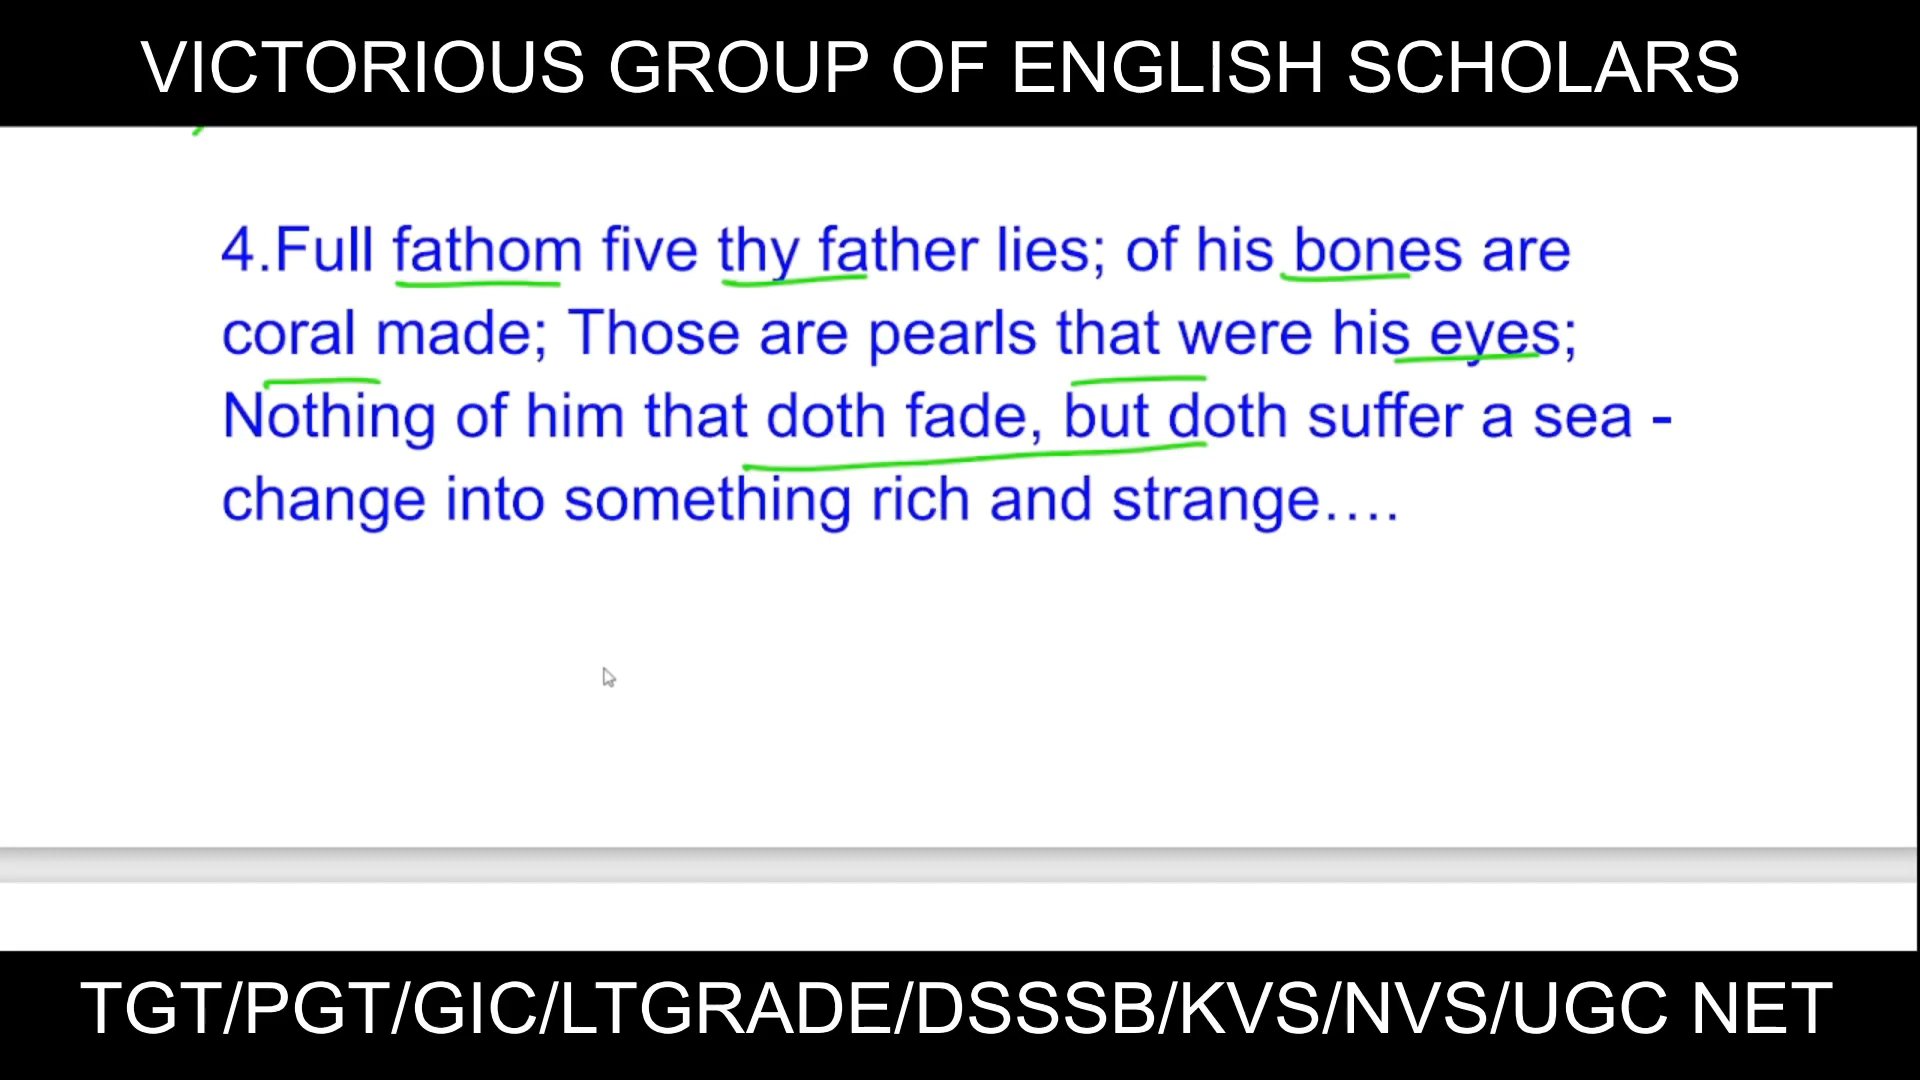 VICTORIOUS GROUP OF ENGLISH SCHOLARS
4.Full fathom five thy father lies; of his bones are
coral made; Those are pearls that were his eyes;
Nothing of him that doth fade, but doth suffer a sea -
change into something rich and strange....
TGT/PGT/GIC/LTGRADE/DSSSB/KVS/NVS/UGC NET